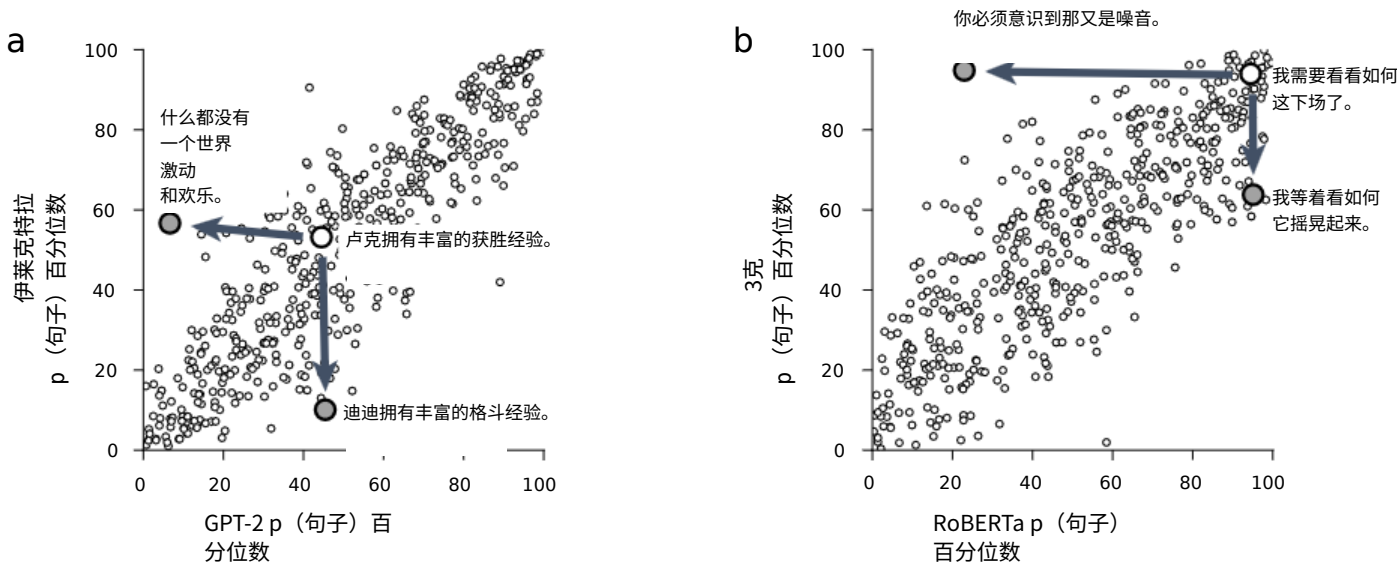 你必须意识到那又是噪音。
a
b
100
80
60
40
20
0
什么都没有
一个世界
激动
和欢乐。
卢克拥有丰富的获胜经验。
迪迪拥有丰富的格斗经验。
伊莱克特拉
p（句子）百分位数
0
20
40
60
80
100
GPT-2 p（句子）百
分位数
100
80
60
40
20
0
我需要看看如何
这下场了。
我等着看如何
它摇晃起来。
3克
p（句子）百分位数
0
20
40
60
80
100
RoBERTa p（句子）
百分位数